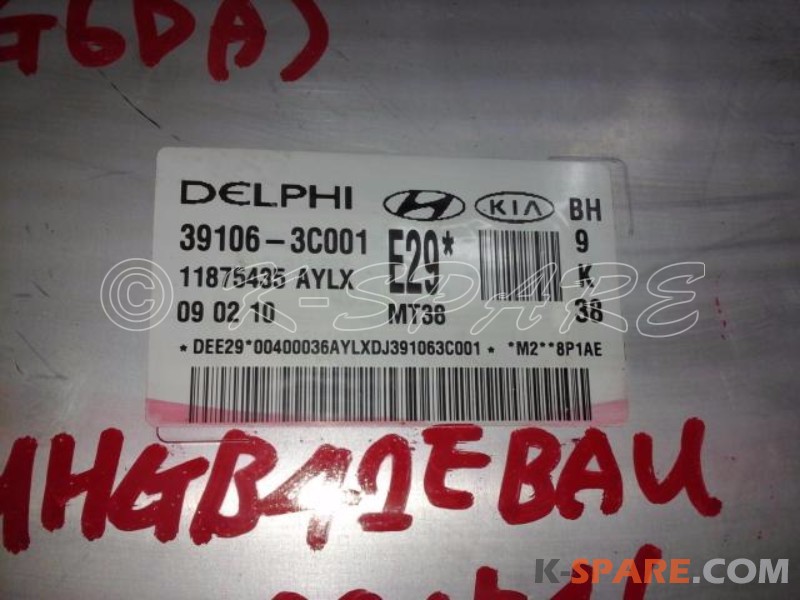 G6DA)
DELPHI KIA BH
39106-3C001 E29* 9
11875435 AYLX K
09 02 10 MT38 38
* DEE29*00400036AYLXDJ391063C001 * *M2**8P1AE
© K-SPARE
MHGB41EBAU
K-SPARE.COM